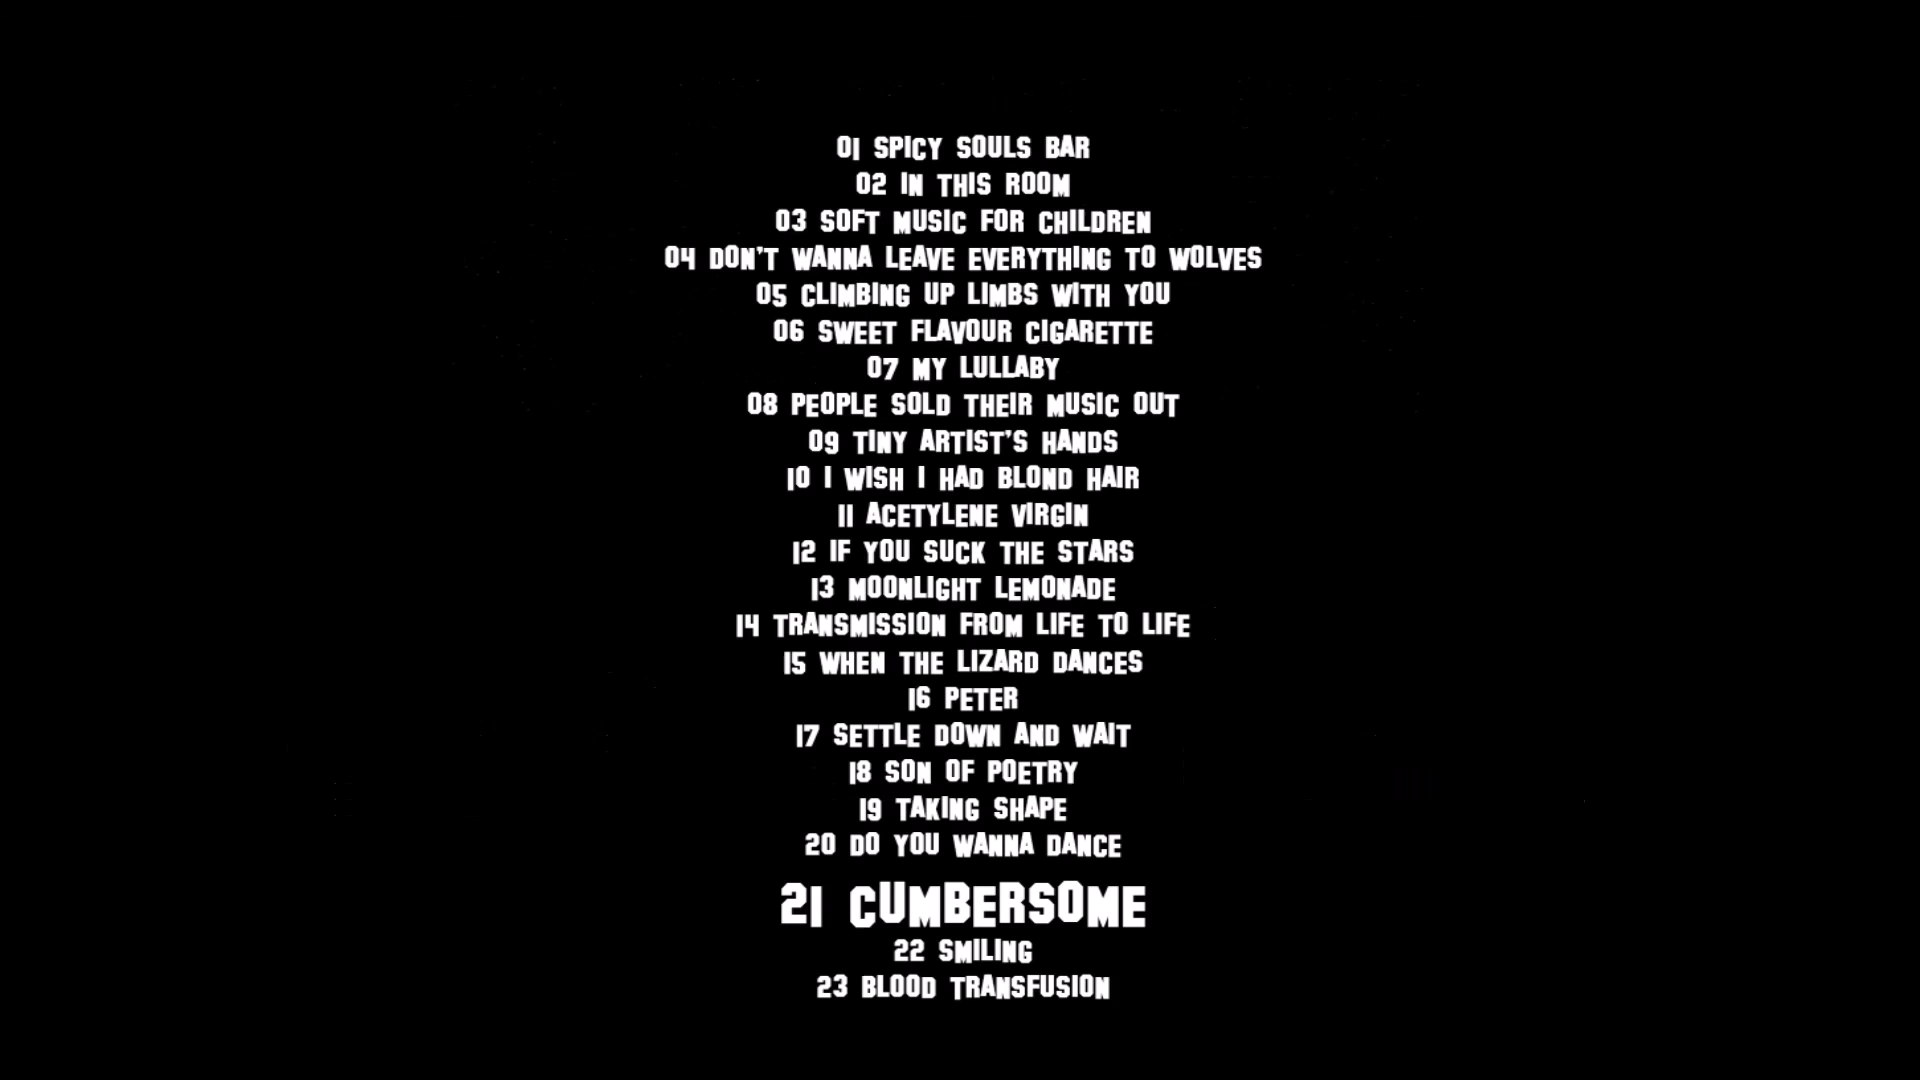 01 SPICY SOULS BAR
02 IN THIS ROOM
03 SOFT MUSIC FOR CHILDREN
04 DON'T WANNA LEAVE EVERYTHING TO WOLVES
05 CLIMBING UP LIMBS WITH YOU
06 SWEET FLAVOUR CIGARETTE
07 MY LULLABY
08 PEOPLE SOLD THEIR MUSIC OUT
09 TINY ARTIST'S HANDS
10 I WISH I HAD BLOND HAIR
11 ACETYLENE VIRGIN
12 IF YOU SUCK THE STARS
13 MOONLIGHT LEMONADE
14 TRANSMISSION FROM LIFE TO LIFE
15 WHEN THE LIZARD DANCES
16 PETER
17 SETTLE DOWN AND WAIT
18 SON OF POETRY
19 TAKING SHAPE
20 DO YOU WANNA DANCE
21 CUMBERSOME
22 SMILING
23 BLOOD TRANSFUSION